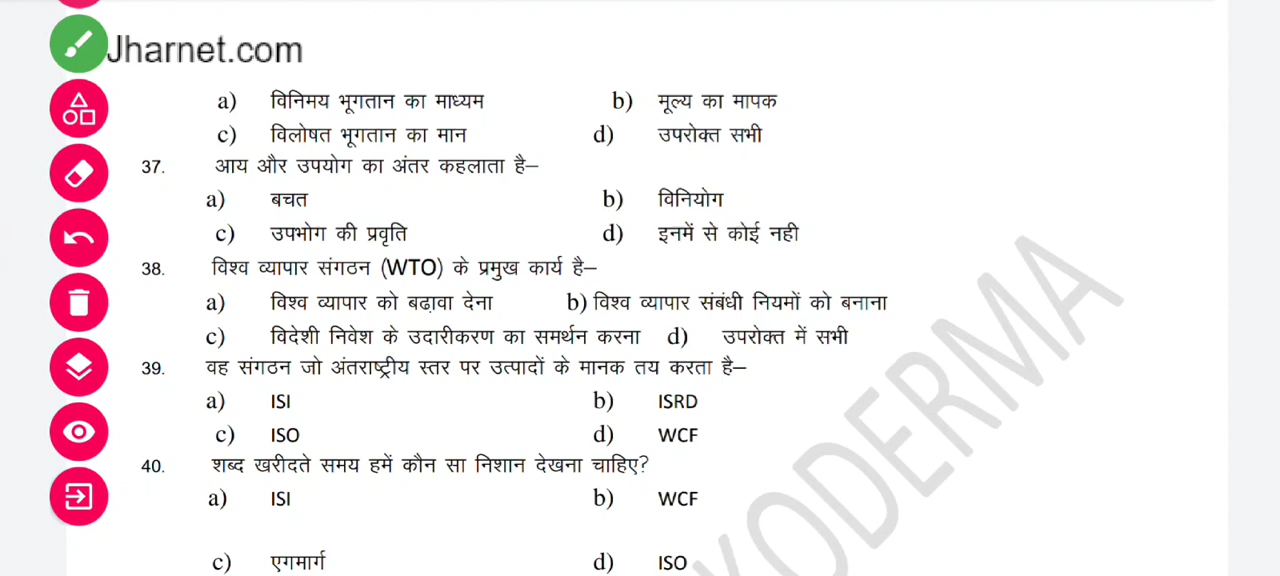 Jharnet.com
a) विनिमय भूगतान का माध्यम b) मूल्य का मापक
c) विलोषत भूगतान का मान d) उपरोक्त सभी
37. आय और उपयोग का अंतर कहलाता है–
a) बचत b) विनियोग
c) उपभोग की प्रवृति d) इनमें से कोई नही
38. विश्व व्यापार संगठन (WTO) के प्रमुख कार्य है–
a) विश्व व्यापार को बढ़ावा देना b) विश्व व्यापार संबंधी नियमों को बनाना
c) विदेशी निवेश के उदारीकरण का समर्थन करना d) उपरोक्त में सभी
39. वह संगठन जो अंतराष्ट्रीय स्तर पर उत्पादों के मानक तय करता है–
a) ISI b) ISRD
c) ISO d) WCF
40. शब्द खरीदते समय हमें कौन सा निशान देखना चाहिए?
a) ISI b) WCF
c) एगमार्ग d) ISO
KODERMA